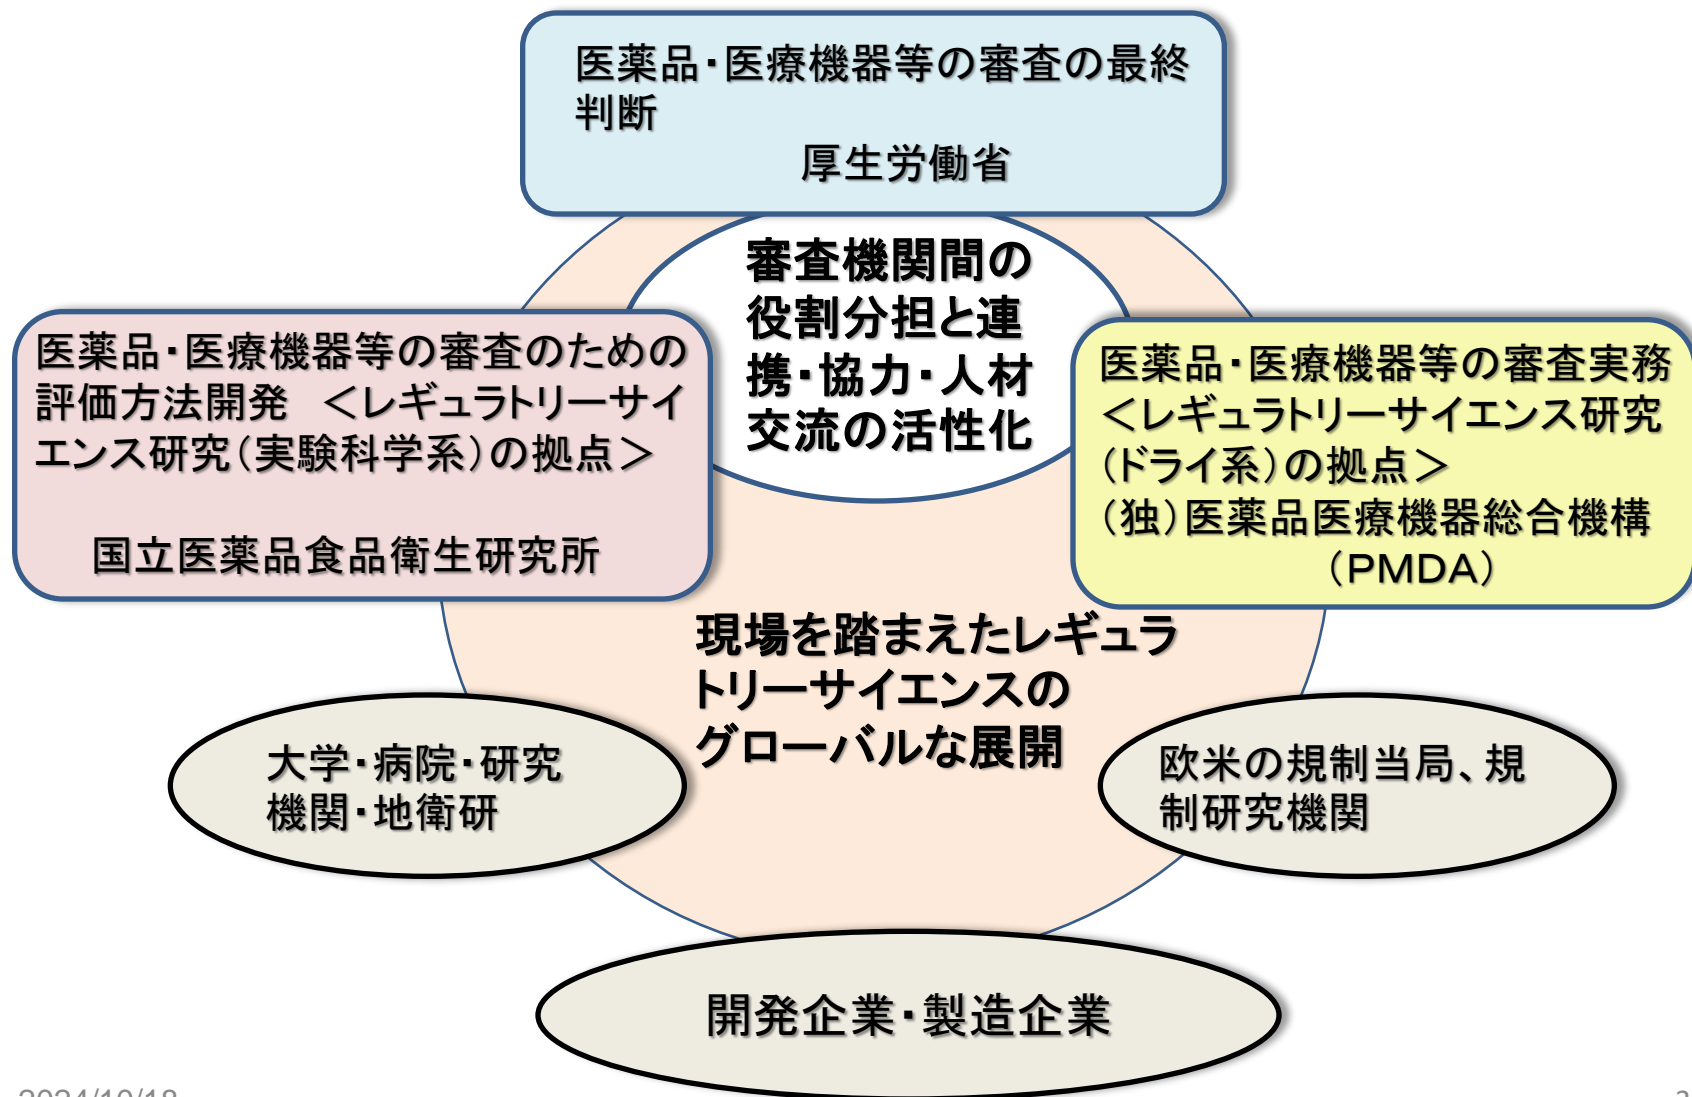 医薬品・医療機器等の審査の最終
判断
厚生労働省
審査機関間の
役割分担と連
携・協力・人材
交流の活性化
医薬品・医療機器等の審査のための
評価方法開発　＜レギュラトリーサイ
エンス研究（実験科学系）の拠点＞
国立医薬品食品衛生研究所
医薬品・医療機器等の審査実務
＜レギュラトリーサイエンス研究
（ドライ系）の拠点＞
（独）医薬品医療機器総合機構
（ＰＭＤＡ）
現場を踏まえたレギュラ
トリーサイエンスの
グローバルな展開
大学・病院・研究
機関・地衛研
欧米の規制当局、規
制研究機関
開発企業・製造企業
2024/10/18